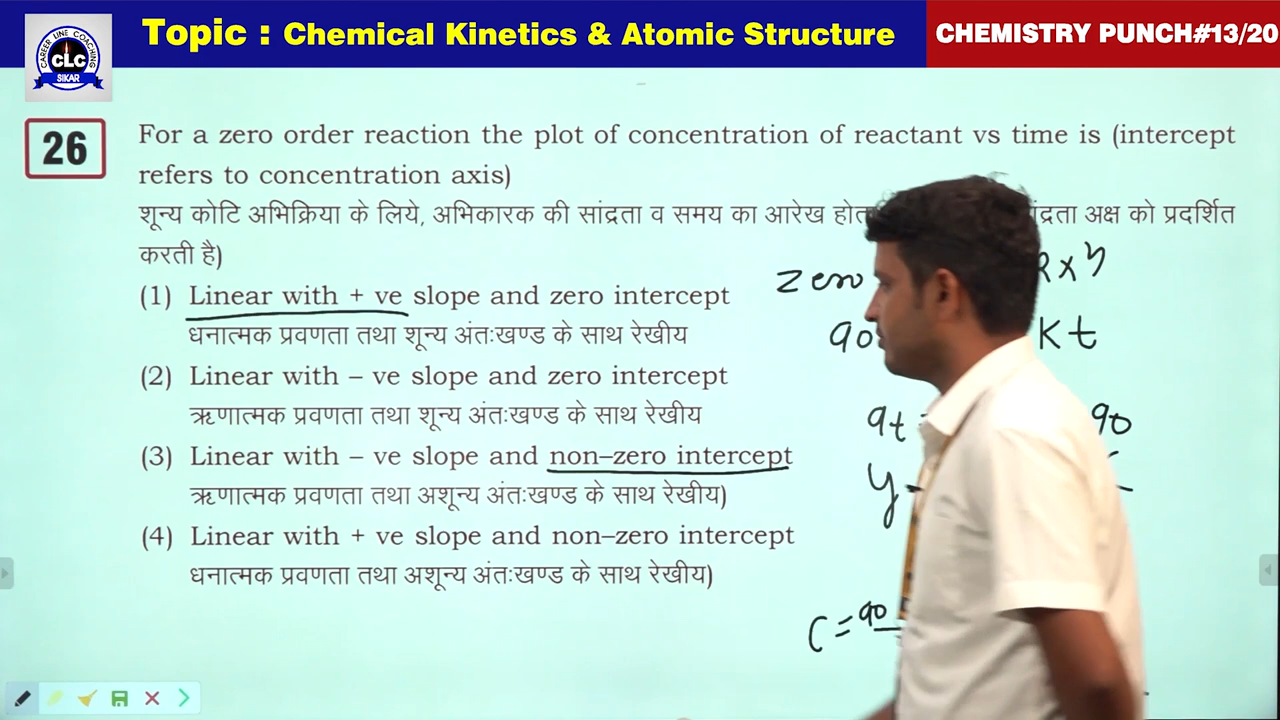 CAREER LINE COACHING
CLC
SIKAR
Topic : Chemical Kinetics & Atomic Structure
CHEMISTRY PUNCH#13/20
26
For a zero order reaction the plot of concentration of reactant vs time is (intercept
refers to concentration axis)
शून्य कोटि अभिक्रिया के लिये, अभिकारक की सांद्रता व समय का आरेख अक्ष को प्रदर्शित
करती है)
(1) Linear with + ve slope and zero intercept
धनात्मक प्रवणता तथा शून्य अंतःखण्ड के साथ रेखीय
(2) Linear with – ve slope and zero intercept
ऋणात्मक प्रवणता तथा शून्य अंतःखण्ड के साथ रेखीय
(3) Linear with – ve slope and non–zero intercept
ऋणात्मक प्रवणता तथा अशून्य अंतःखण्ड के साथ रेखीय)
(4) Linear with + ve slope and non–zero intercept
धनात्मक प्रवणता तथा अशून्य अंतःखण्ड के साथ रेखीय)
zero
Kt
y
C =